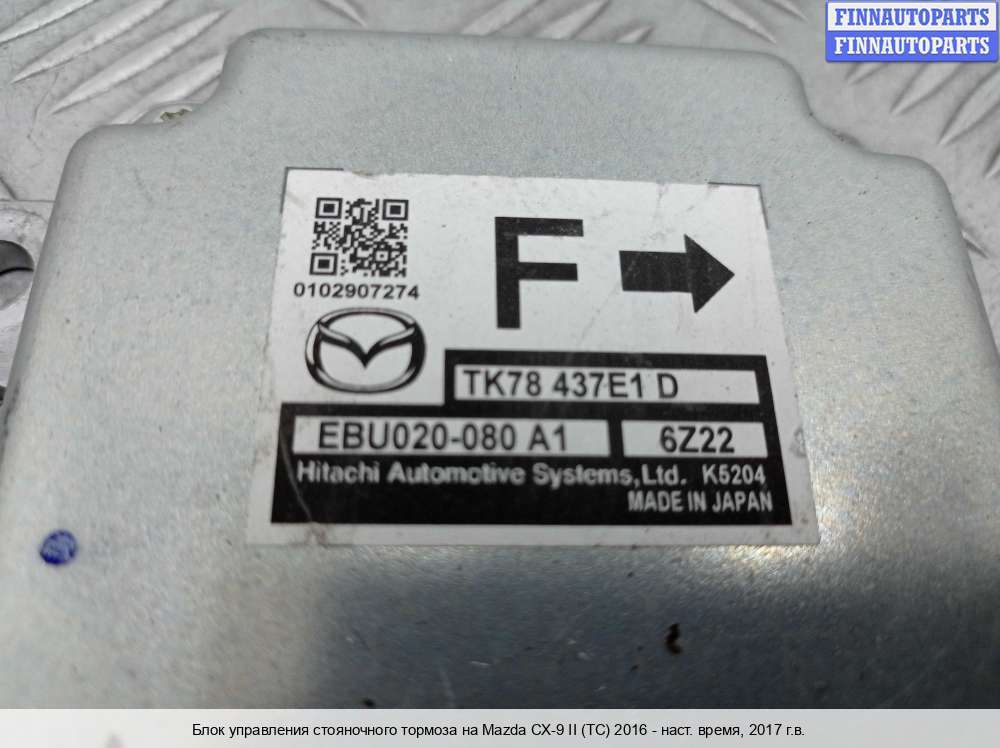 FINNAUTOPARTS
FINNAUTOPARTS
F
0102907274
TK78 437E1 D
EBU020-080 A1 6Z22
Hitachi Automotive Systems,Ltd. K5204
MADE IN JAPAN
Блок управления стояночного тормоза на Mazda CX-9 II (TC) 2016 - наст. время, 2017 г.в.